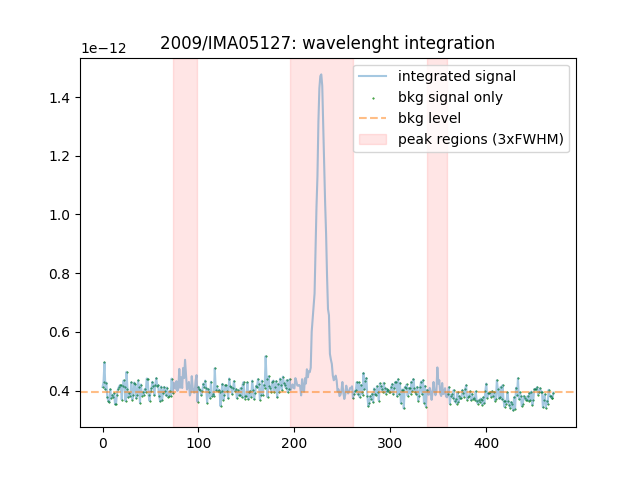 2009/IMA05127: wavelenght integration
1e−12
integrated signal
bkg signal only
bkg level
peak regions (3xFWHM)
1.4
1.2
1.0
0.8
0.6
0.4
0 100 200 300 400